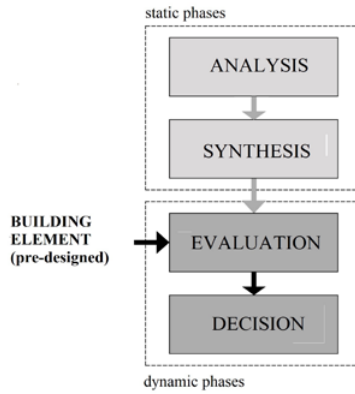 static phases
ANALYSIS
SYNTHESIS
BUILDING
ELEMENT
(pre-designed)
EVALUATION
DECISION
dynamic phases